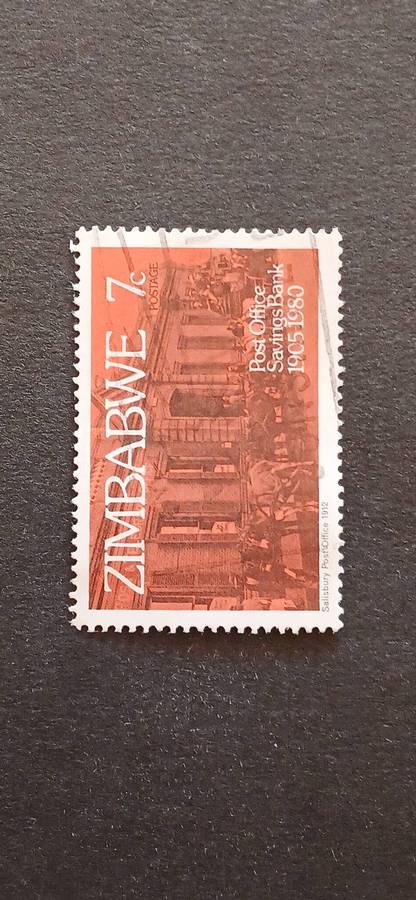 ZIMBABWE 7c
POSTAGE
Post Office
Savings Bank
1905 1980
Salisbury Post Office 1912